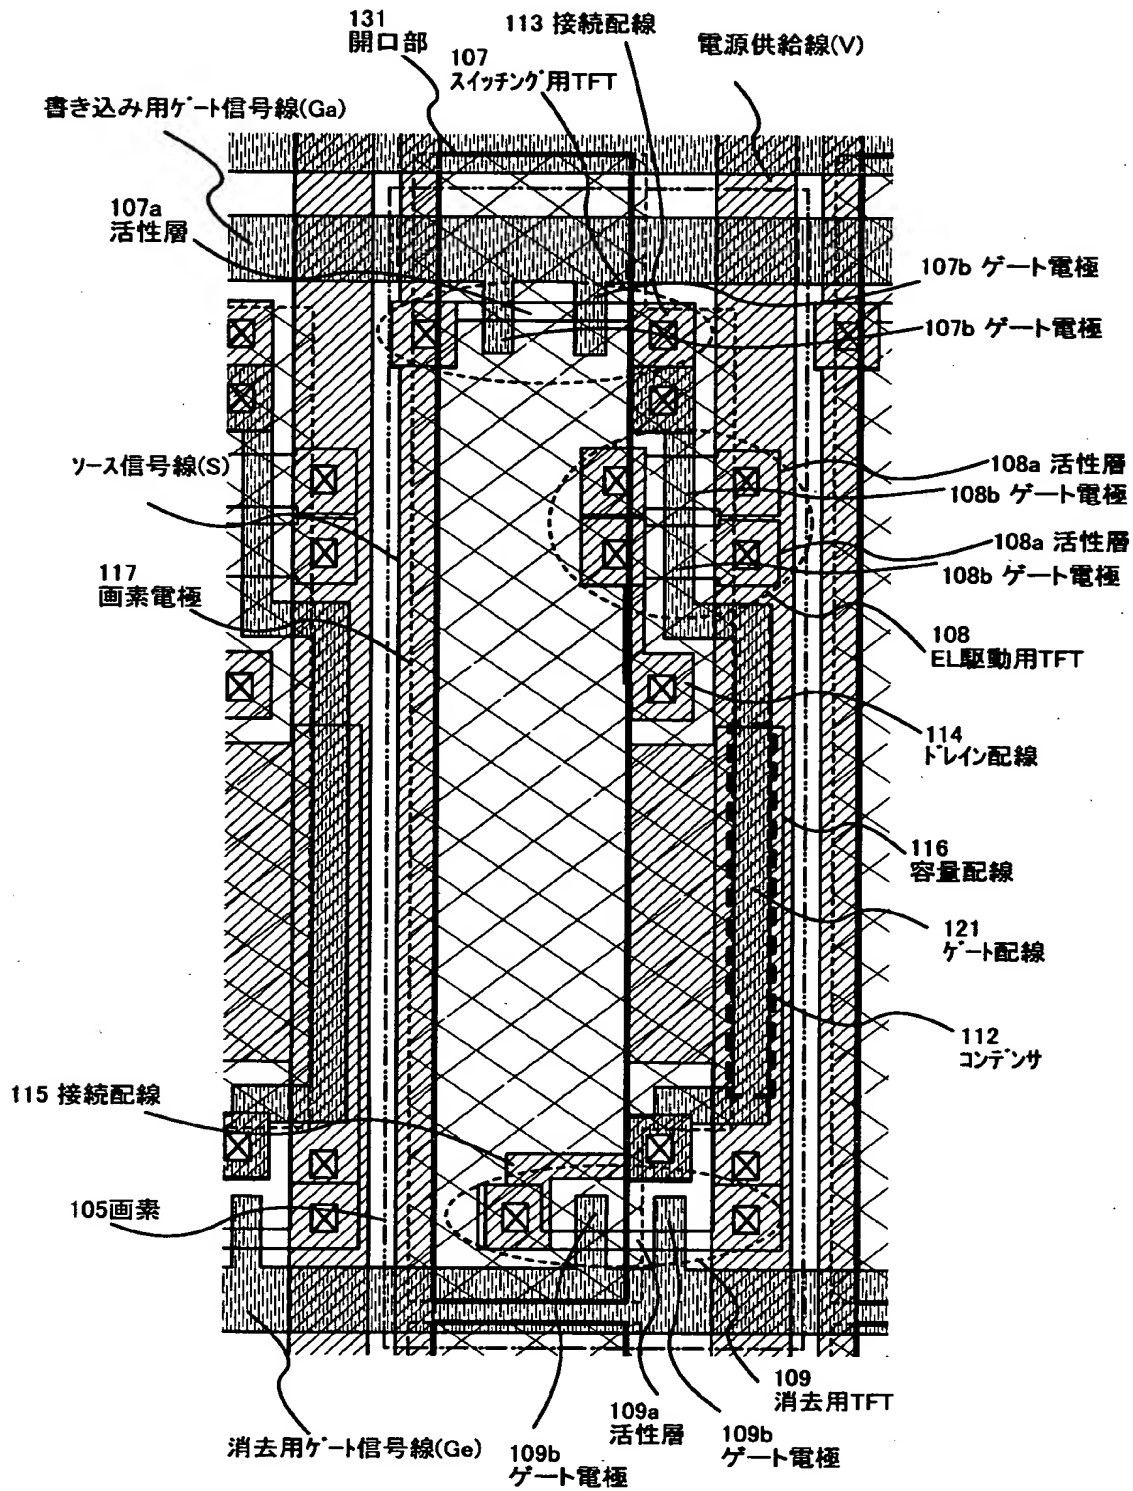 131
開口部
113 接続配線
107
スイッチング用TFT
電源供給線(V)
書き込み用ゲート信号線(Ga)
107a
活性層
107b ゲート電極
107b ゲート電極
ソース信号線(S)
108a 活性層
108b ゲート電極
108a 活性層
108b ゲート電極
117
画素電極
108
EL駆動用TFT
114
ドレイン配線
116
容量配線
121
ゲート配線
112
コンデンサ
115 接続配線
105画素
109
消去用TFT
109a
活性層
109b
ゲート電極
109b
ゲート電極
消去用ゲート信号線(Ge)